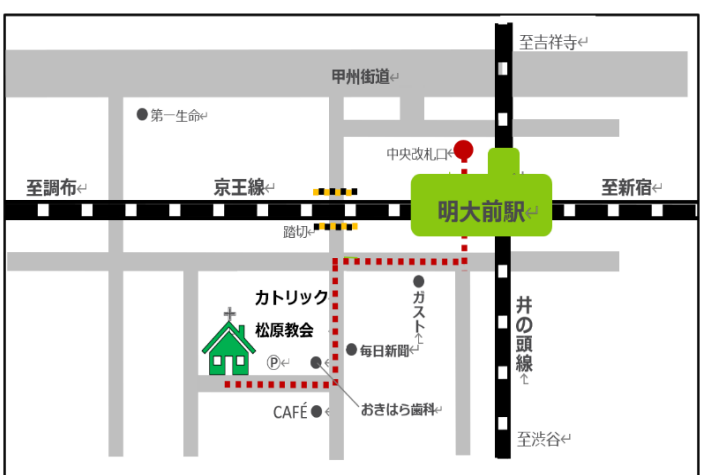 至吉祥寺
甲州街道
第一生命
中央改札口
至調布
京王線
至新宿
明大前駅
踏切
カトリック
松原教会
ガスト
井の頭線
毎日新聞
Ⓟ
CAFÉ
おきはら歯科
至渋谷